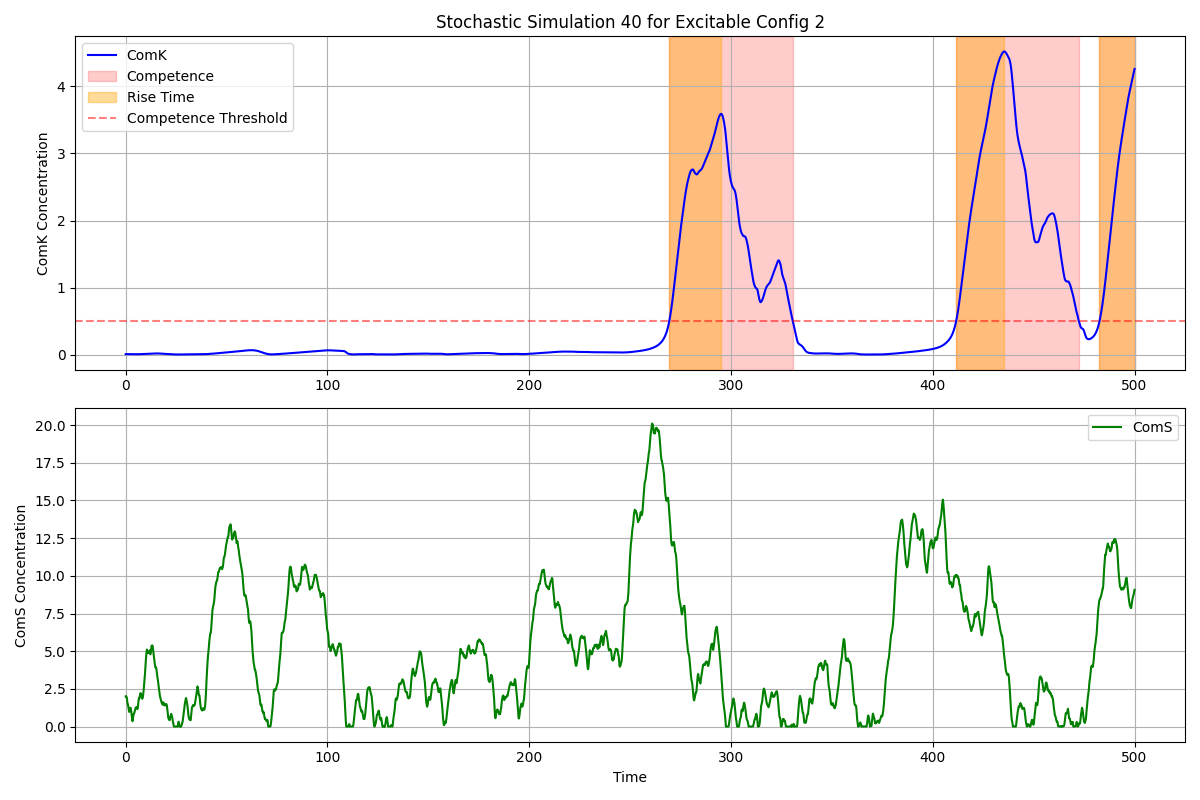 Stochastic Simulation 40 for Excitable Config 2
ComK
Competence
Rise Time
Competence Threshold
ComK Concentration
4
3
2
1
0
0 100 200 300 400 500
ComS
ComS Concentration
20.0
17.5
15.0
12.5
10.0
7.5
5.0
2.5
0.0
0 100 200 300 400 500
Time